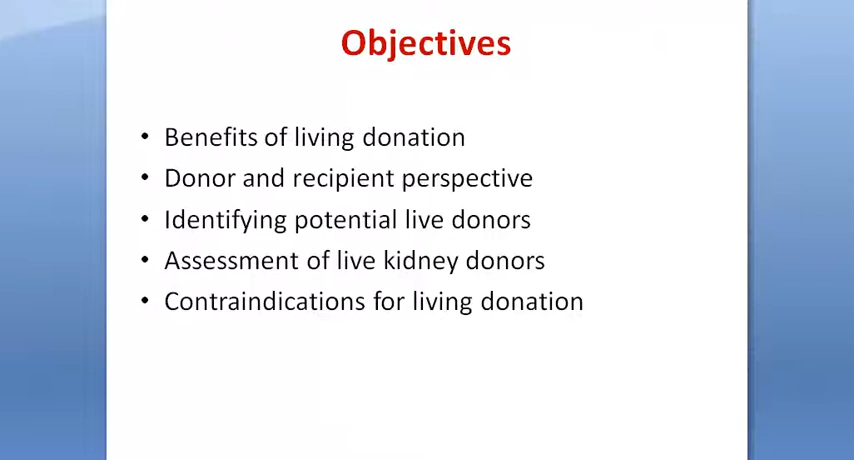 Objectives
• Benefits of living donation
• Donor and recipient perspective
• Identifying potential live donors
• Assessment of live kidney donors
• Contraindications for living donation